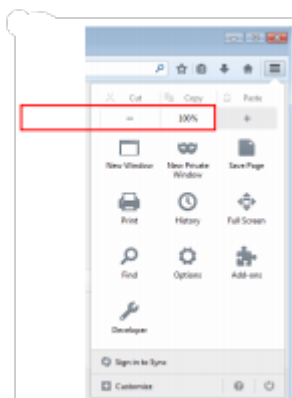 Cut Copy Paste
− 100% +
New Window New Private Window Save Page
Print History Full Screen
Find Options Add-ons
Developer
Sign in to Sync
Customize